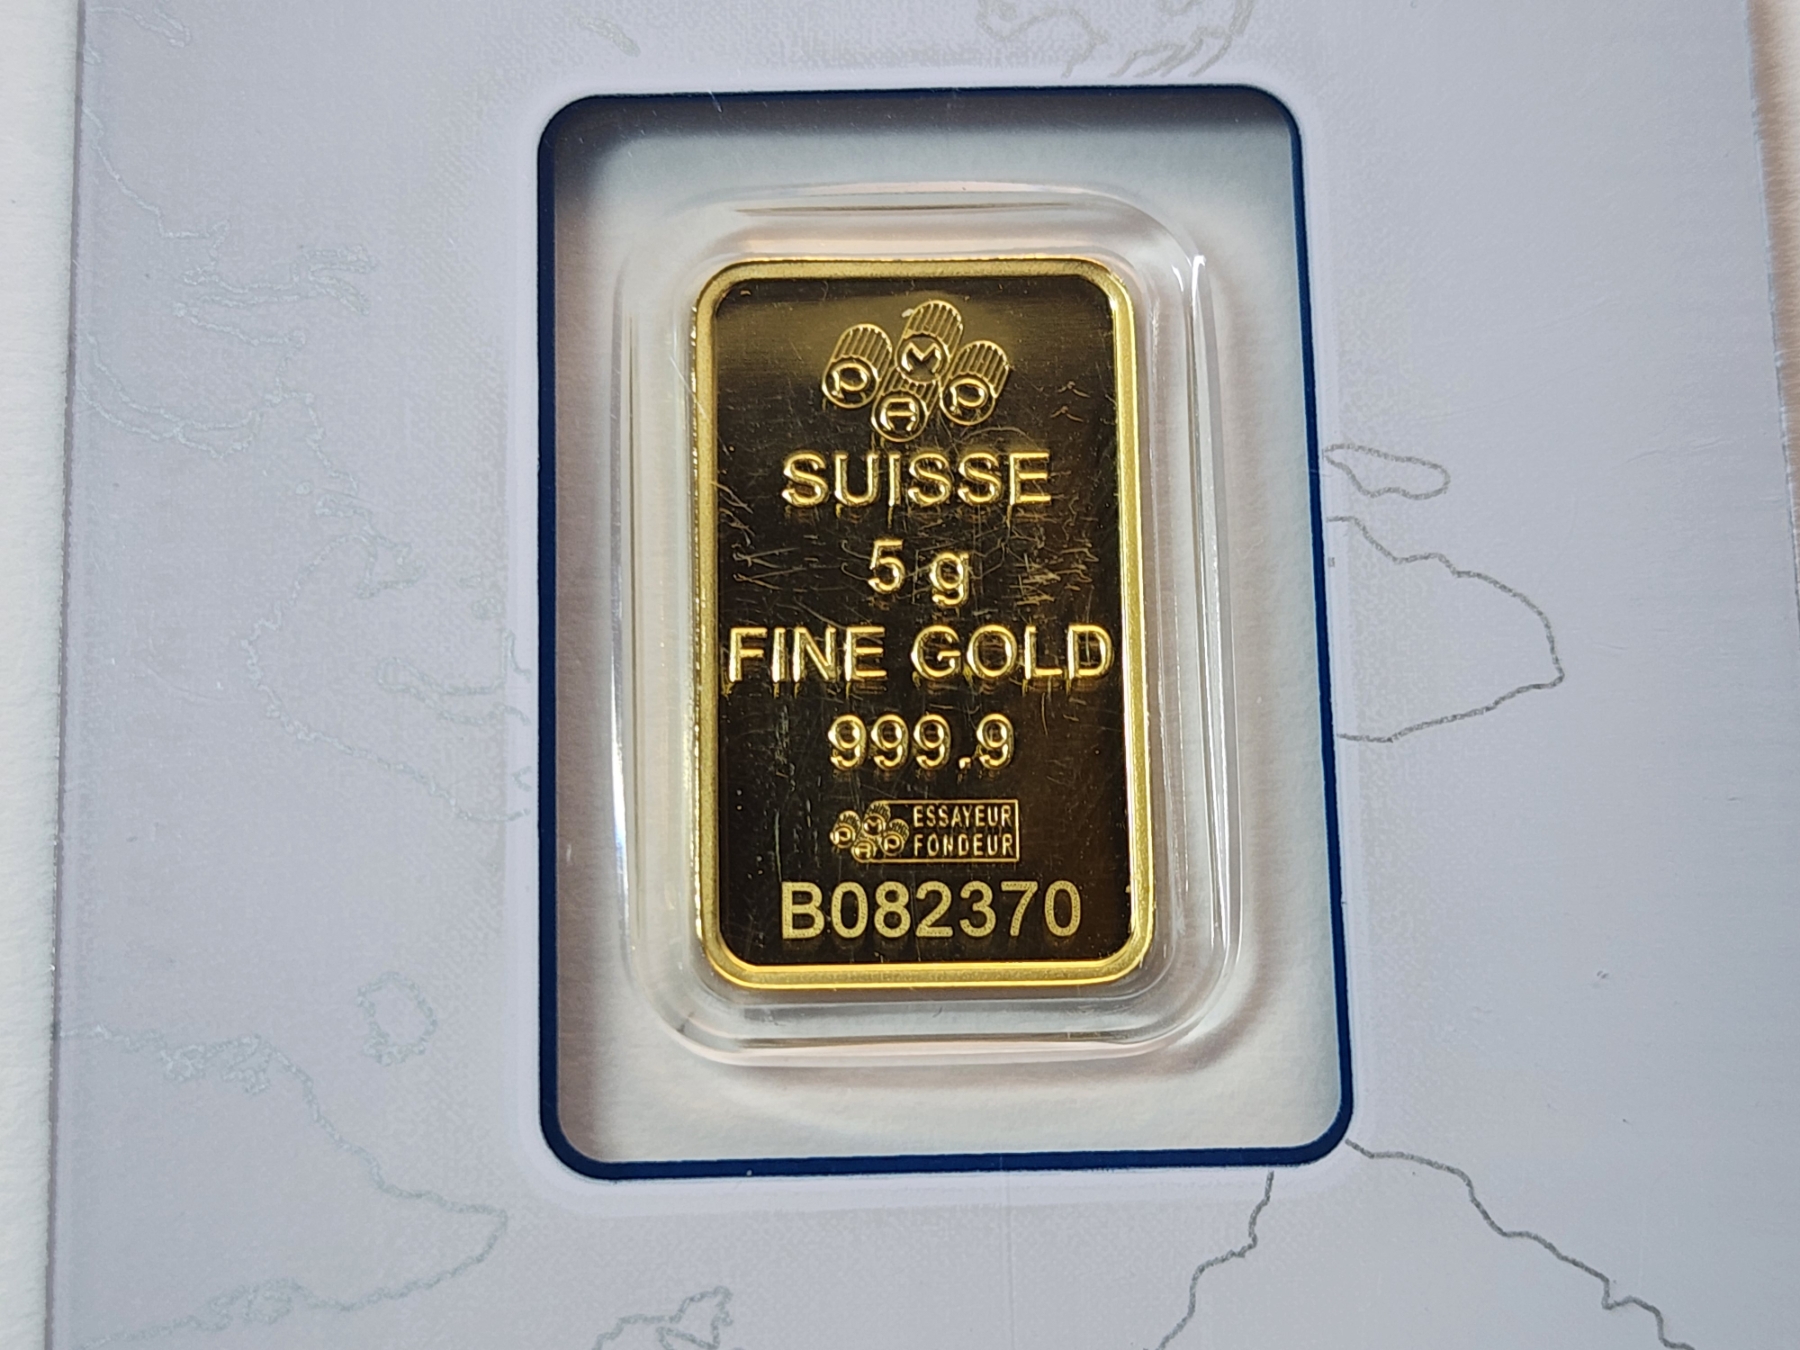 PAMP
SUISSE
5 g
FINE GOLD
999.9
PAMP ESSAYEUR
FONDEUR
B082370